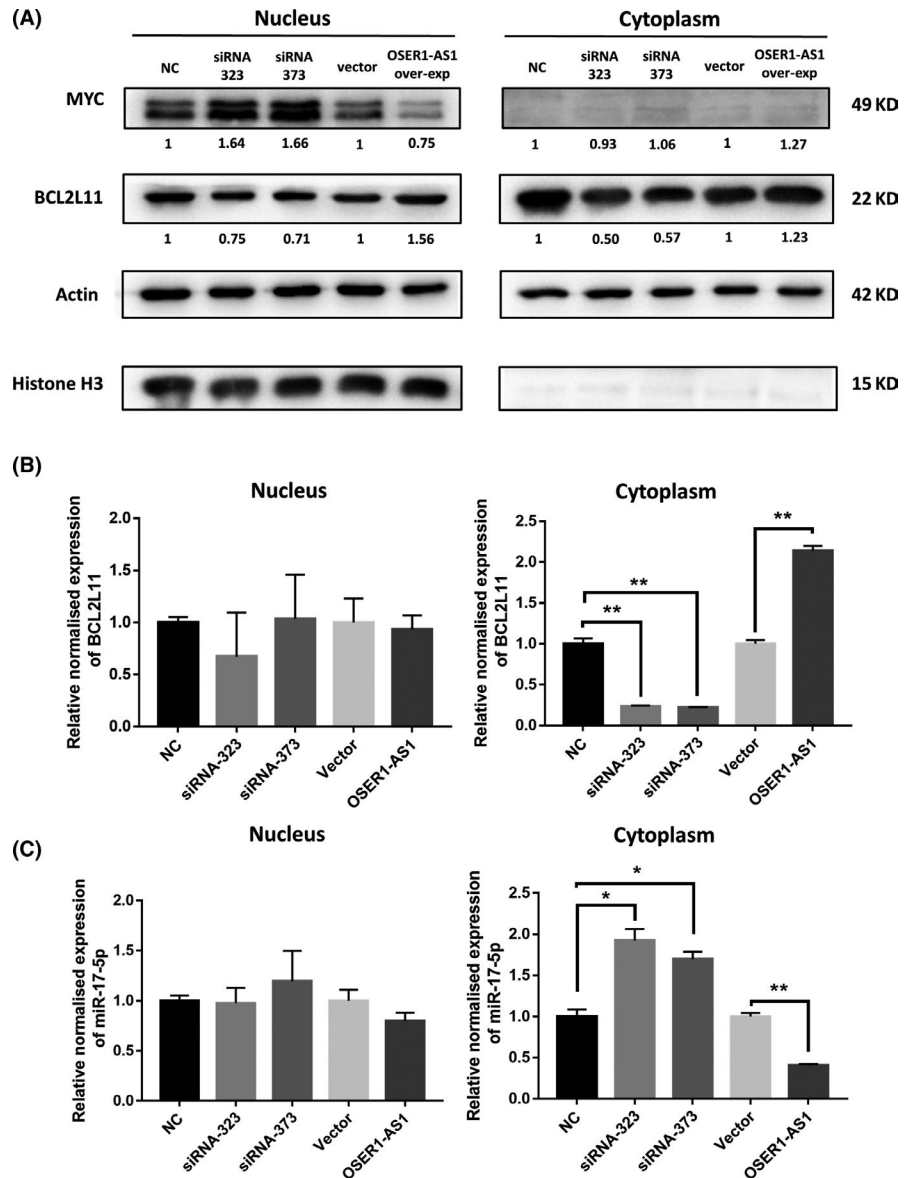 (A)
Nucleus
Cytoplasm
NC siRNA 323 siRNA 373 vector OSER1-AS1 over-exp
NC siRNA 323 siRNA 373 vector OSER1-AS1 over-exp
MYC
49 KD
1 1.64 1.66 1 0.75
1 0.93 1.06 1 1.27
BCL2L11
22 KD
1 0.75 0.71 1 1.56
1 0.50 0.57 1 1.23
Actin
42 KD
Histone H3
15 KD
(B)
Nucleus
Relative normalised expression
of BCL2L11
2.0
1.5
1.0
0.5
0.0
NC
siRNA-323
siRNA-373
Vector
OSER1-AS1
Cytoplasm
Relative normalised expression
of BCL2L11
2.5
2.0
1.5
1.0
0.5
0.0
**
**
**
NC
siRNA-323
siRNA-373
Vector
OSER1-AS1
(C)
Nucleus
Relative normalised expression
of miR-17-5p
2.0
1.5
1.0
0.5
0.0
NC
siRNA-323
siRNA-373
Vector
OSER1-AS1
Cytoplasm
Relative normalised expression
of miR-17-5p
2.5
2.0
1.5
1.0
0.5
0.0
*
*
**
NC
siRNA-323
siRNA-373
Vector
OSER1-AS1